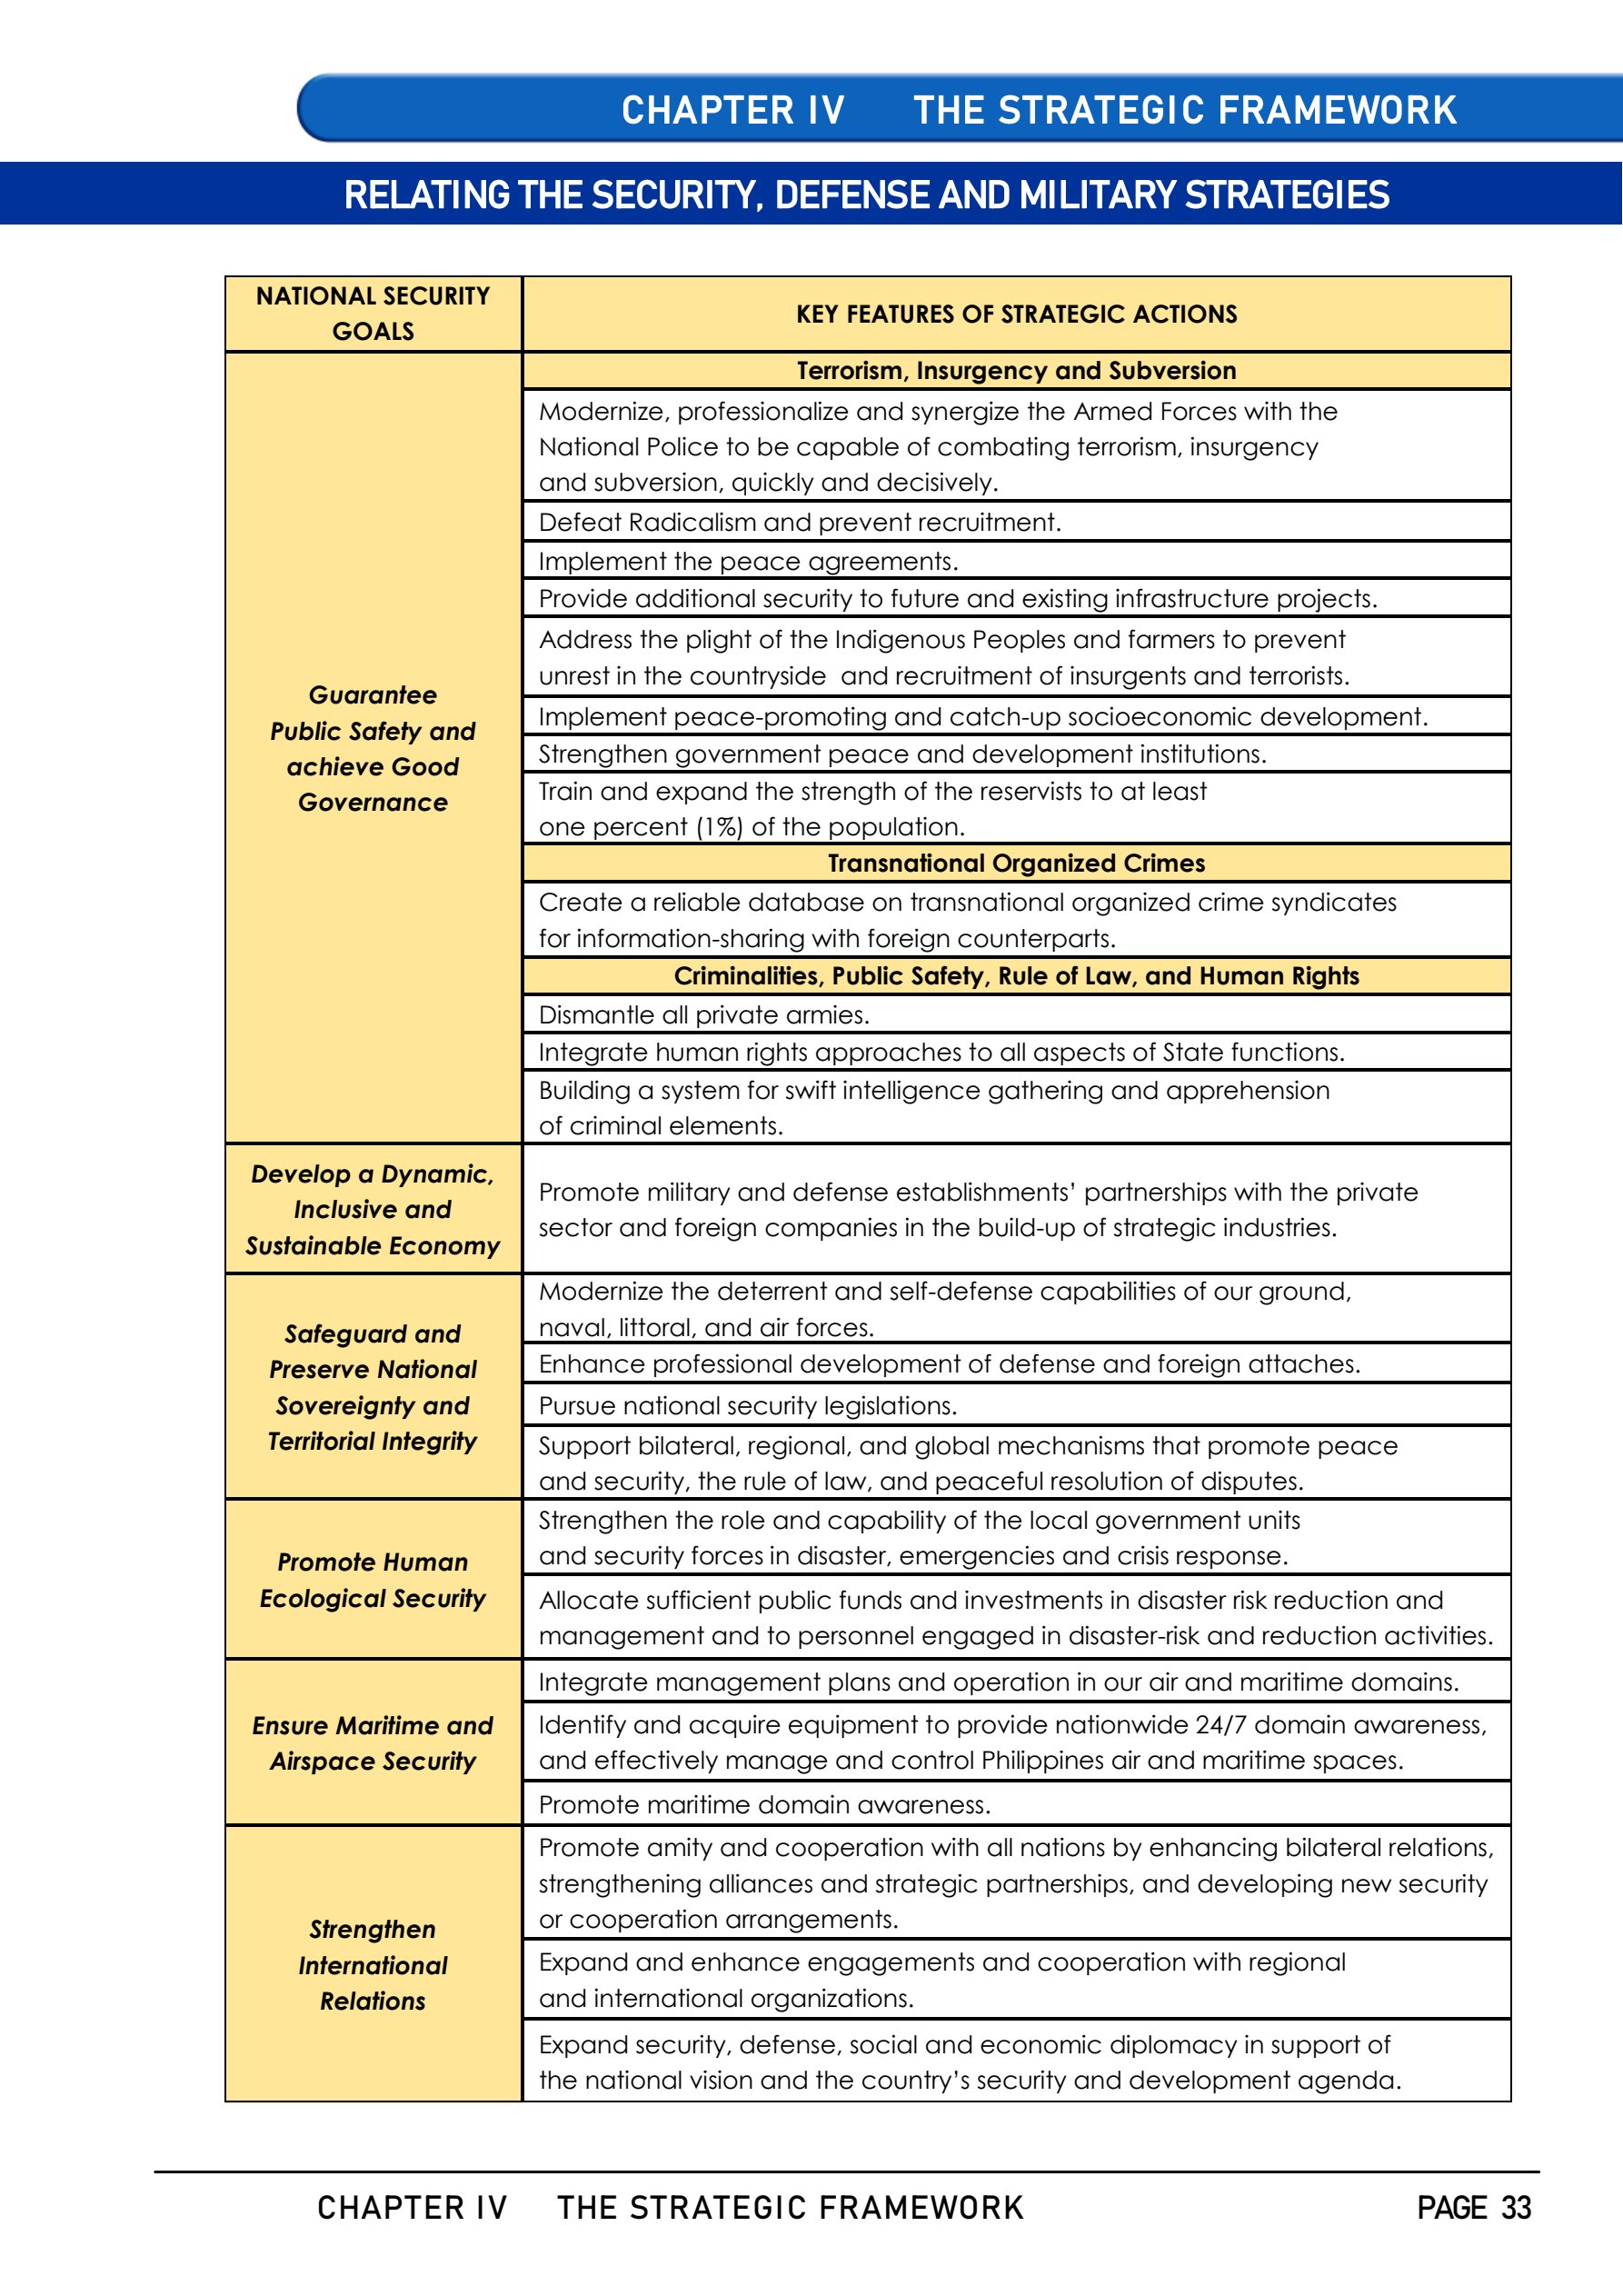 CHAPTER IV THE STRATEGIC FRAMEWORK
RELATING THE SECURITY, DEFENSE AND MILITARY STRATEGIES
NATIONAL SECURITY
GOALS
KEY FEATURES OF STRATEGIC ACTIONS
Guarantee
Public Safety and
achieve Good
Governance
Terrorism, Insurgency and Subversion
Modernize, professionalize and synergize the Armed Forces with the
National Police to be capable of combating terrorism, insurgency
and subversion, quickly and decisively.
Defeat Radicalism and prevent recruitment.
Implement the peace agreements.
Provide additional security to future and existing infrastructure projects.
Address the plight of the Indigenous Peoples and farmers to prevent
unrest in the countryside and recruitment of insurgents and terrorists.
Implement peace-promoting and catch-up socioeconomic development.
Strengthen government peace and development institutions.
Train and expand the strength of the reservists to at least
one percent (1%) of the population.
Transnational Organized Crimes
Create a reliable database on transnational organized crime syndicates
for information-sharing with foreign counterparts.
Criminalities, Public Safety, Rule of Law, and Human Rights
Dismantle all private armies.
Integrate human rights approaches to all aspects of State functions.
Building a system for swift intelligence gathering and apprehension
of criminal elements.
Develop a Dynamic,
Inclusive and
Sustainable Economy
Promote military and defense establishments’ partnerships with the private
sector and foreign companies in the build-up of strategic industries.
Safeguard and
Preserve National
Sovereignty and
Territorial Integrity
Modernize the deterrent and self-defense capabilities of our ground,
naval, littoral, and air forces.
Enhance professional development of defense and foreign attaches.
Pursue national security legislations.
Support bilateral, regional, and global mechanisms that promote peace
and security, the rule of law, and peaceful resolution of disputes.
Promote Human
Ecological Security
Strengthen the role and capability of the local government units
and security forces in disaster, emergencies and crisis response.
Allocate sufficient public funds and investments in disaster risk reduction and
management and to personnel engaged in disaster-risk and reduction activities.
Ensure Maritime and
Airspace Security
Integrate management plans and operation in our air and maritime domains.
Identify and acquire equipment to provide nationwide 24/7 domain awareness,
and effectively manage and control Philippines air and maritime spaces.
Promote maritime domain awareness.
Strengthen
International
Relations
Promote amity and cooperation with all nations by enhancing bilateral relations,
strengthening alliances and strategic partnerships, and developing new security
or cooperation arrangements.
Expand and enhance engagements and cooperation with regional
and international organizations.
Expand security, defense, social and economic diplomacy in support of
the national vision and the country’s security and development agenda.
CHAPTER IV THE STRATEGIC FRAMEWORK PAGE 33